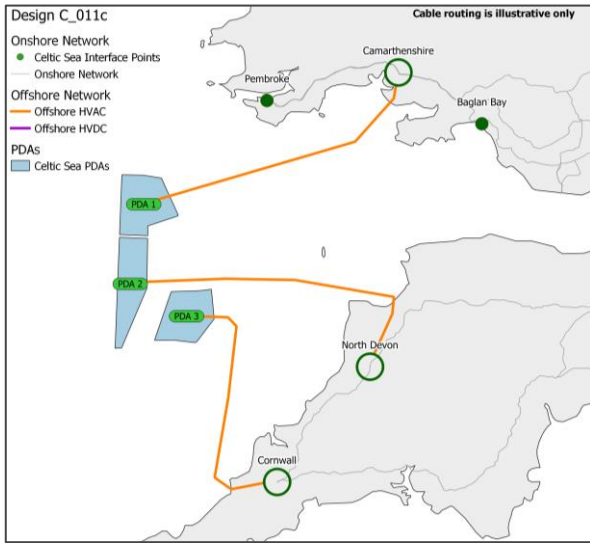 Design C_011c
Cable routing is illustrative only
Onshore Network
Celtic Sea Interface Points
Onshore Network
Offshore Network
Offshore HVAC
Offshore HVDC
PDAs
Celtic Sea PDAs
Camarthenshire
Pembroke
Baglan Bay
PDA 1
PDA 2
PDA 3
North Devon
Cornwall